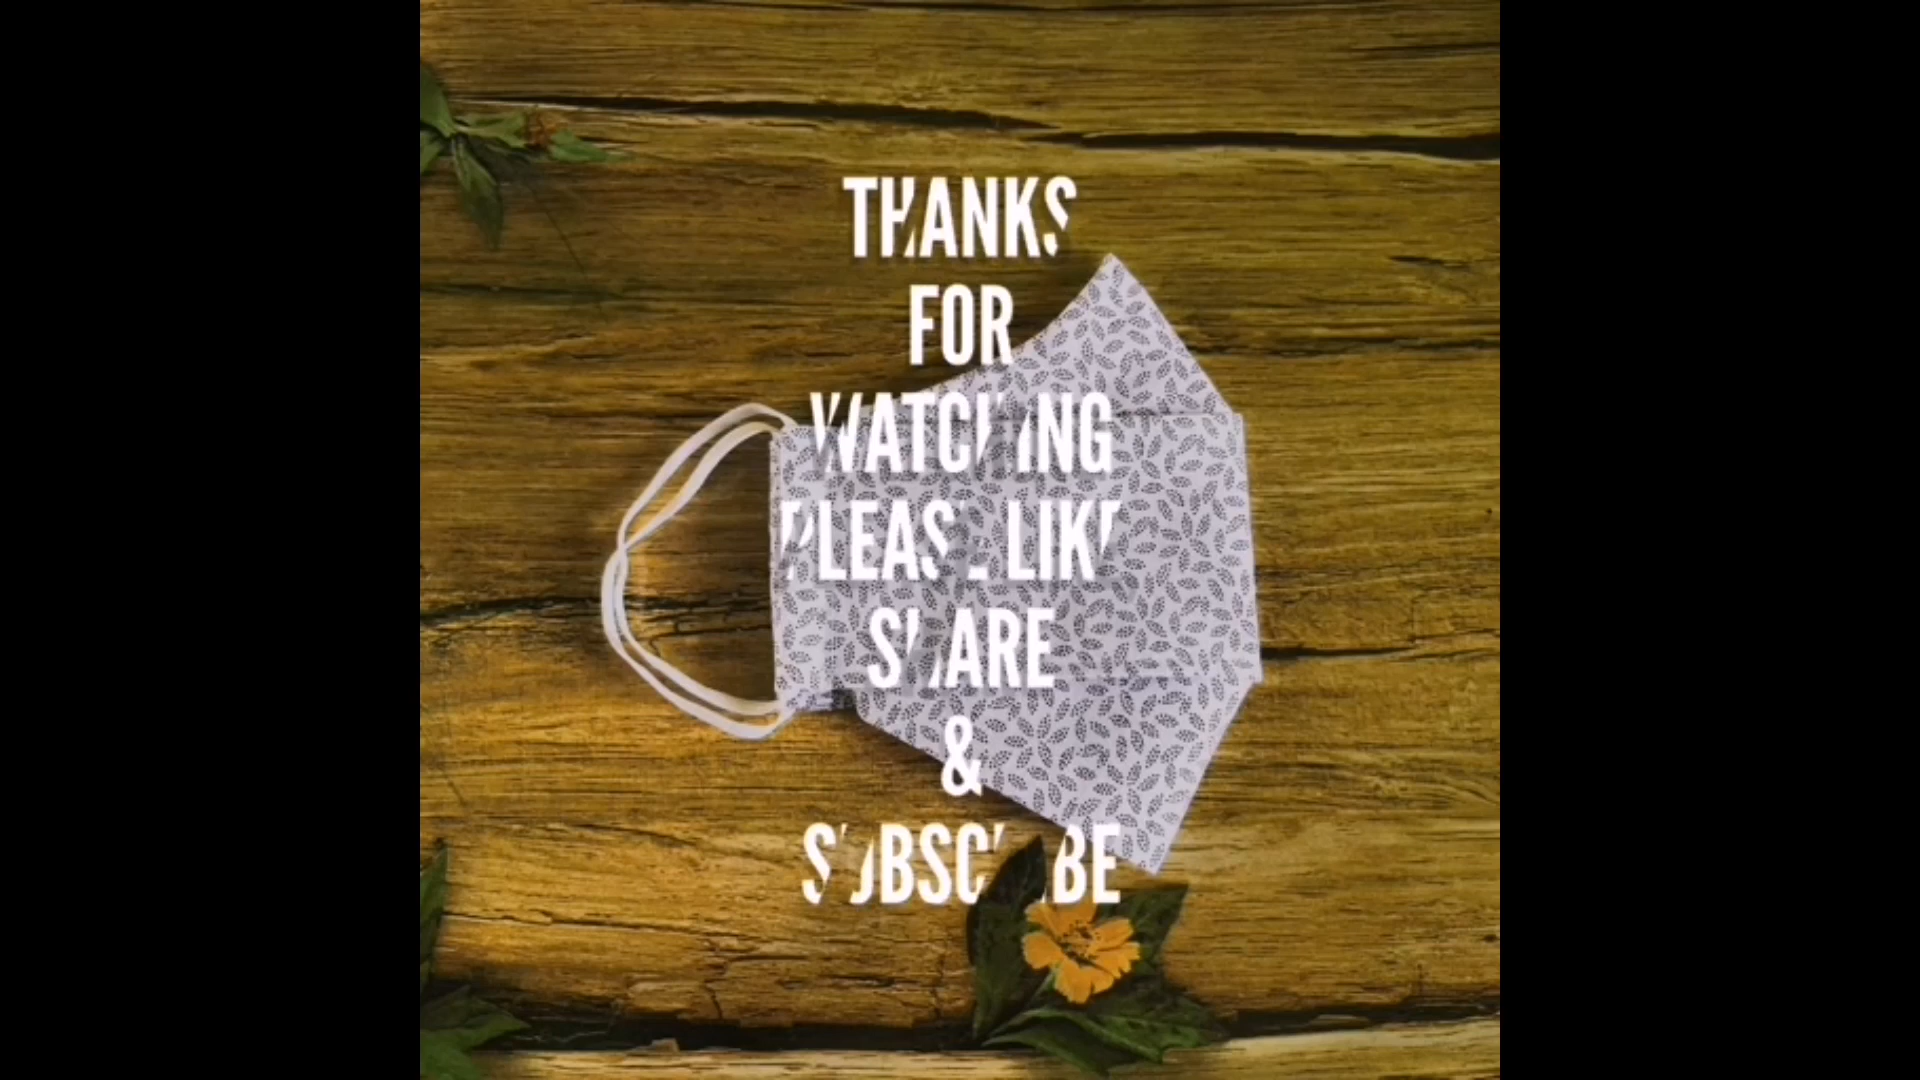 THANKS
FOR
WATCHING
PLEASE LIKE
SHARE
&
SUBSCRIBE